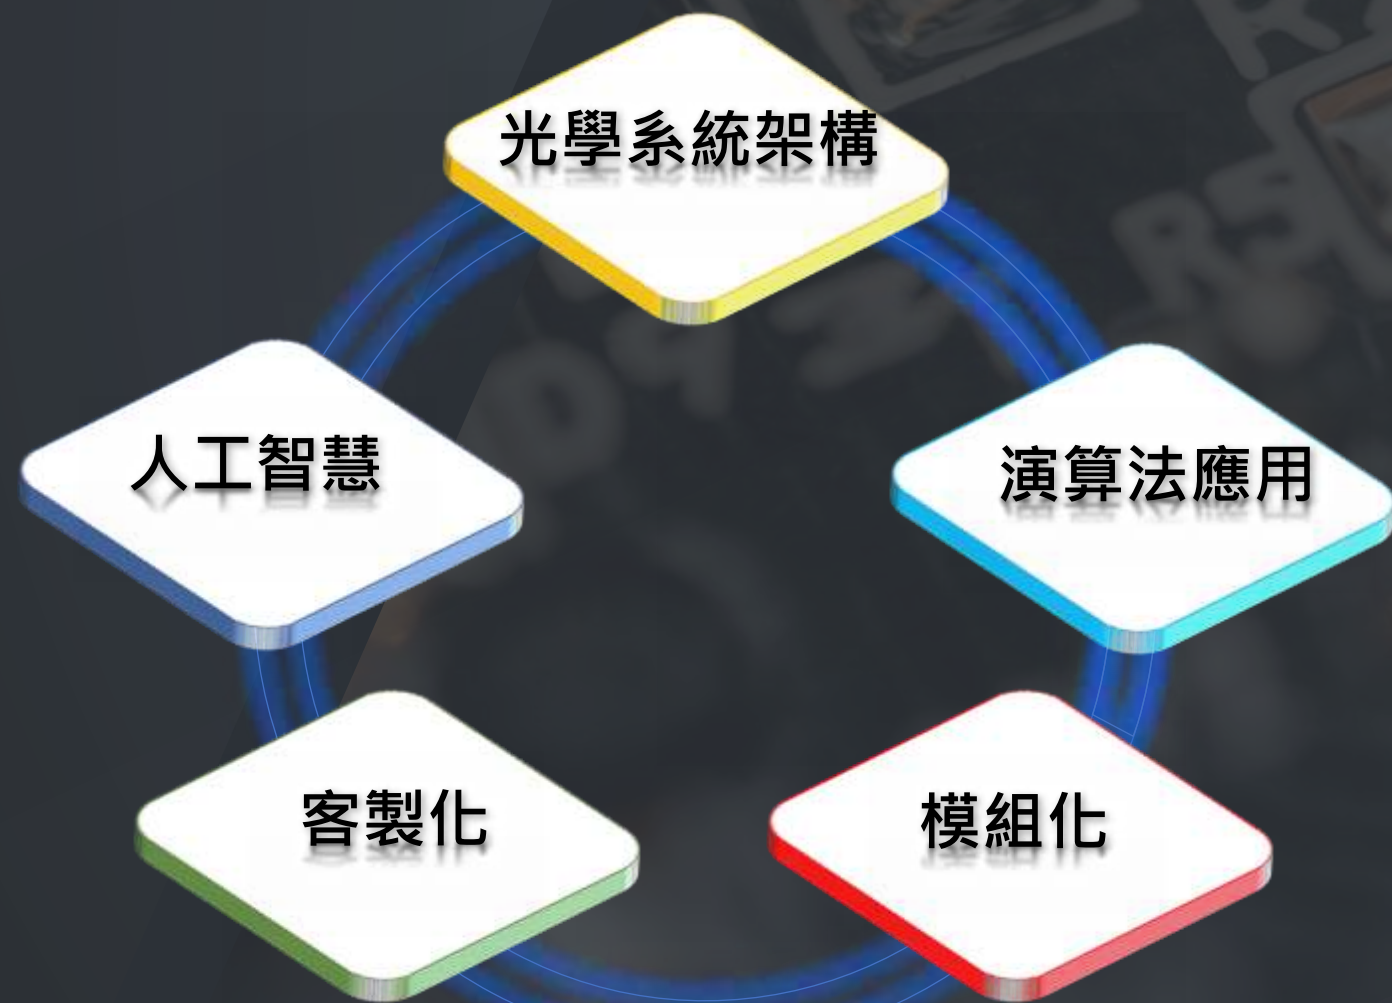 光學系統架構
人工智慧
演算法應用
客製化
模組化